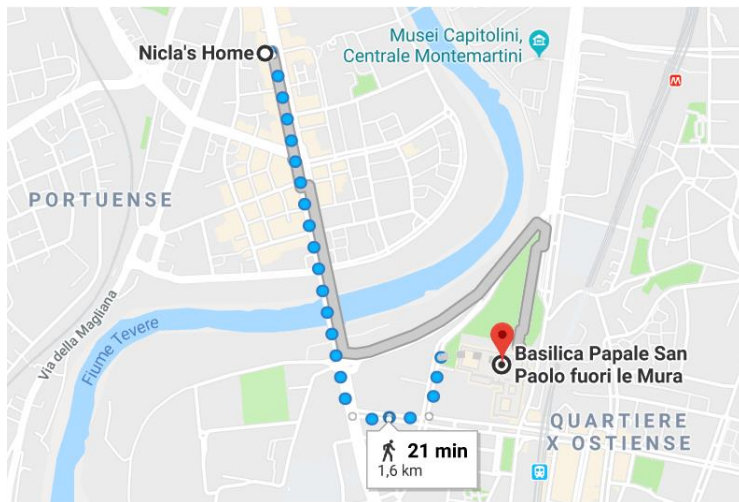 Musei Capitolini,
Centrale Montemartini
Nicla's Home
M
PORTUENSE
Via della Magliana
Fiume Tevere
Basilica Papale San
Paolo fuori le Mura
QUARTIERE
X OSTIENSE
21 min
1,6 km